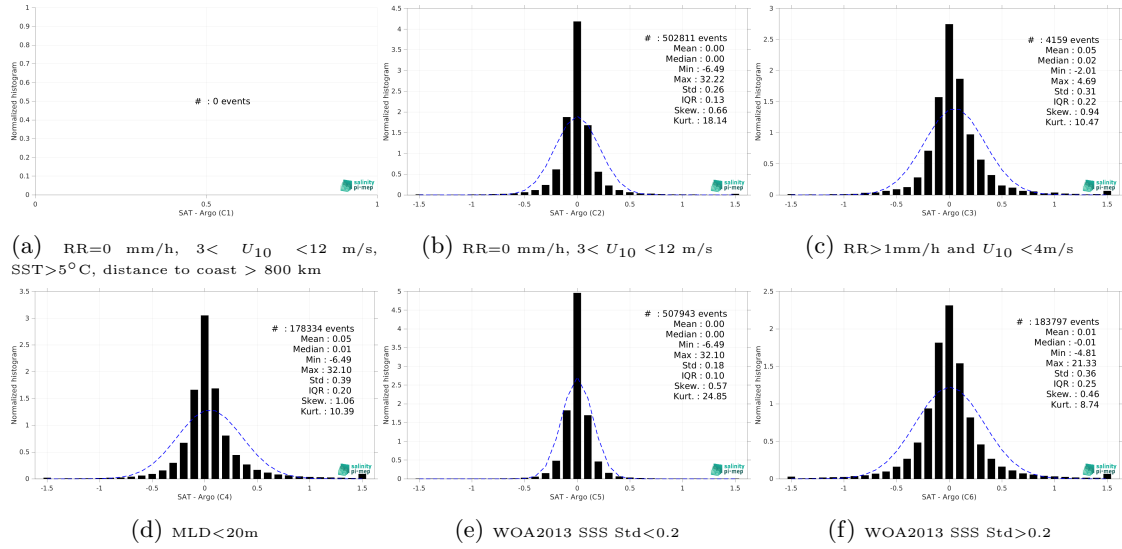 Normalized histogram
1
0.9
0.8
0.7
0.6
0.5
0.4
0.3
0.2
0.1
0
# : 0 events
salinity
pi-mep
0 0.5 1
SAT - Argo (C1)
(a) RR=0 mm/h, 3< U10 <12 m/s,
SST>5°C, distance to coast > 800 km
Normalized histogram
4.5
4
3.5
3
2.5
2
1.5
1
0.5
0
# : 502811 events
Mean : 0.00
Median : 0.00
Min : -6.49
Max : 32.22
Std : 0.26
IQR : 0.13
Skew. : 0.66
Kurt. : 18.14
salinity
pi-mep
-1.5 -1 -0.5 0 0.5 1 1.5
SAT - Argo (C2)
(b) RR=0 mm/h, 3< U10 <12 m/s
Normalized histogram
3
2.5
2
1.5
1
0.5
0
# : 4159 events
Mean : 0.05
Median : 0.02
Min : -2.01
Max : 4.69
Std : 0.31
IQR : 0.22
Skew. : 0.94
Kurt. : 10.47
salinity
pi-mep
-1.5 -1 -0.5 0 0.5 1 1.5
SAT - Argo (C3)
(c) RR>1mm/h and U10 <4m/s
Normalized histogram
3.5
3
2.5
2
1.5
1
0.5
0
# : 178334 events
Mean : 0.05
Median : 0.01
Min : -6.49
Max : 32.10
Std : 0.39
IQR : 0.20
Skew. : 1.06
Kurt. : 10.39
salinity
pi-mep
-1.5 -1 -0.5 0 0.5 1 1.5
SAT - Argo (C4)
(d) MLD<20m
Normalized histogram
5
4.5
4
3.5
3
2.5
2
1.5
1
0.5
0
# : 507943 events
Mean : 0.00
Median : 0.00
Min : -6.49
Max : 32.10
Std : 0.18
IQR : 0.10
Skew. : 0.57
Kurt. : 24.85
salinity
pi-mep
-1.5 -1 -0.5 0 0.5 1 1.5
SAT - Argo (C5)
(e) WOA2013 SSS Std<0.2
Normalized histogram
2.5
2
1.5
1
0.5
0
# : 183797 events
Mean : 0.01
Median : -0.01
Min : -4.81
Max : 21.33
Std : 0.36
IQR : 0.25
Skew. : 0.46
Kurt. : 8.74
salinity
pi-mep
-1.5 -1 -0.5 0 0.5 1 1.5
SAT - Argo (C6)
(f) WOA2013 SSS Std>0.2